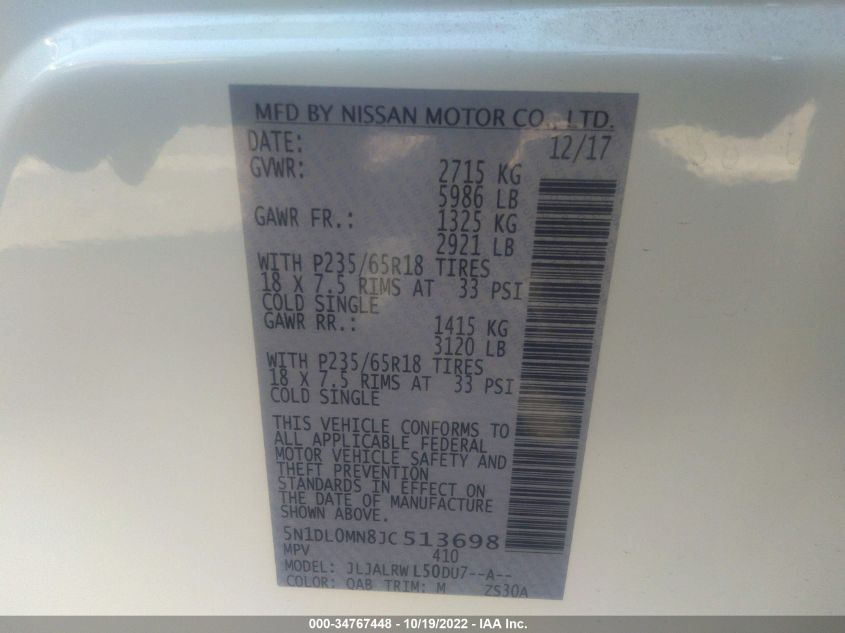 MFD BY NISSAN MOTOR CO., LTD.
DATE: 12/17
GVWR: 2715 KG
5986 LB
GAWR FR.: 1325 KG
2921 LB
WITH P235/65R18 TIRES
18 X 7.5 RIMS AT 33 PSI
COLD SINGLE
GAWR RR.: 1415 KG
3120 LB
WITH P235/65R18 TIRES
18 X 7.5 RIMS AT 33 PSI
COLD SINGLE
THIS VEHICLE CONFORMS TO
ALL APPLICABLE FEDERAL
MOTOR VEHICLE SAFETY AND
THEFT PREVENTION
STANDARDS IN EFFECT ON
THE DATE OF MANUFACTURE
SHOWN ABOVE.
5N1DL0MN8JC513698
MPV 410
MODEL: JLJALRWL50DU7--A--
COLOR: QAB TRIM: M ZS30A
000-34767448 - 10/19/2022 - IAA Inc.